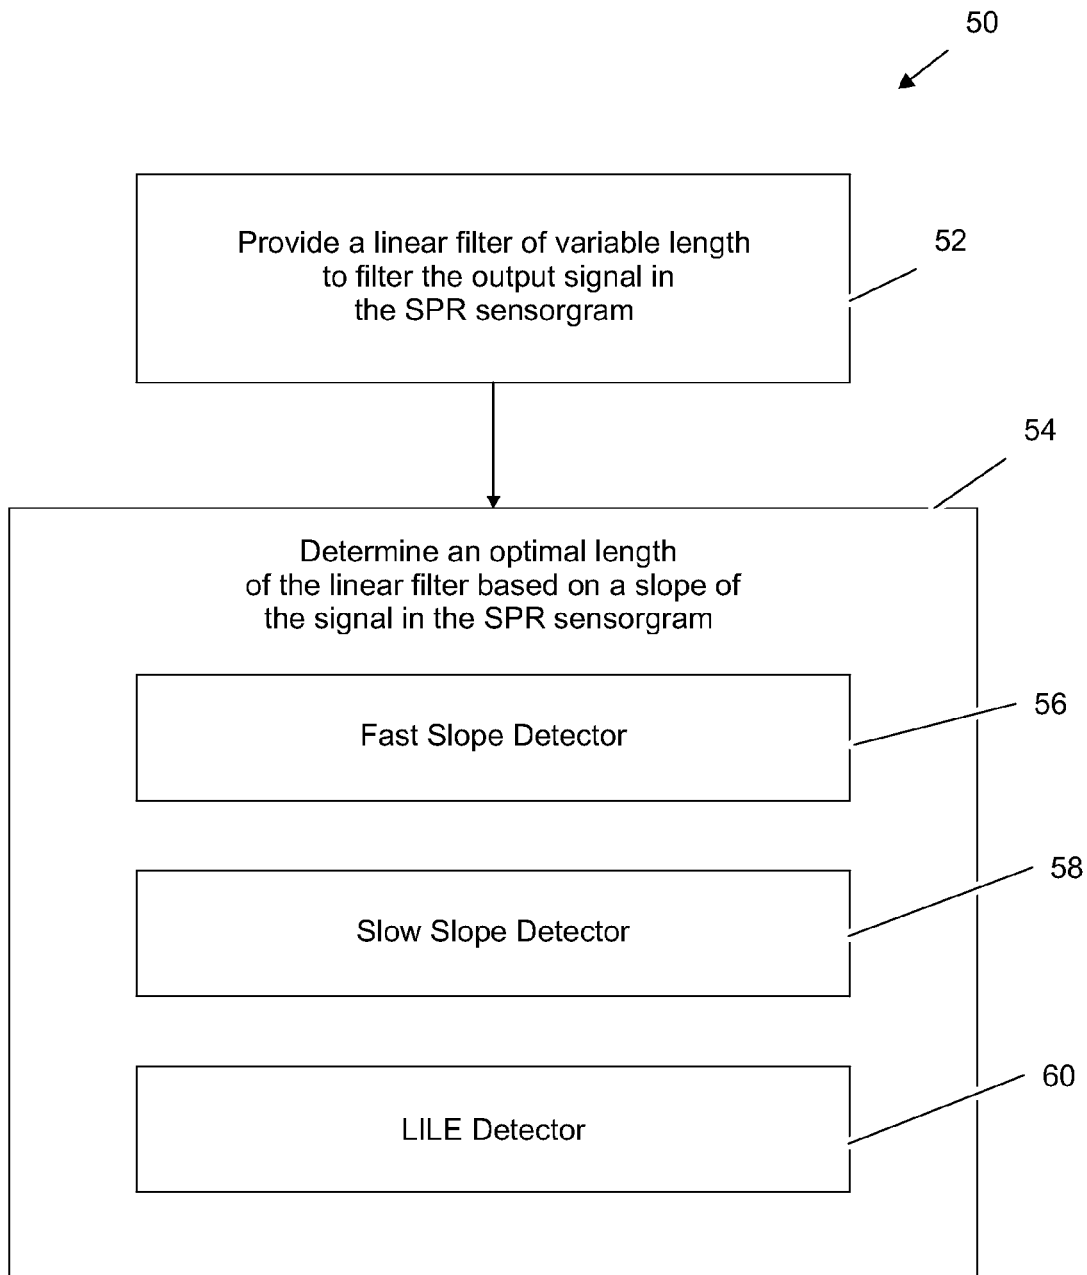 50
Provide a linear filter of variable length
to filter the output signal in
the SPR sensorgram
52
54
Determine an optimal length
of the linear filter based on a slope of
the signal in the SPR sensorgram
Fast Slope Detector
56
Slow Slope Detector
58
LILE Detector
60